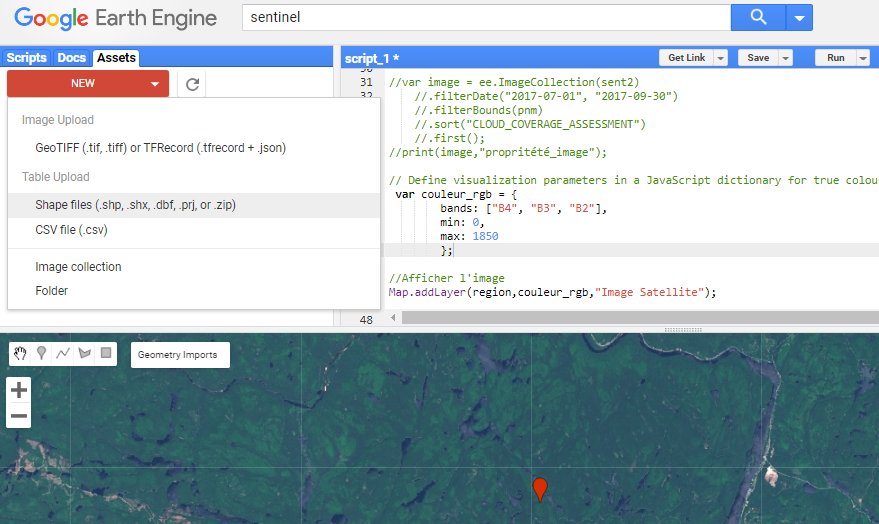 Google Earth Engine
sentinel
Scripts Docs Assets
script_1 *
Get Link Save Run
NEW
Image Upload
GeoTIFF (.tif, .tiff) or TFRecord (.tfrecord + .json)
Table Upload
Shape files (.shp, .shx, .dbf, .prj, or .zip)
CSV file (.csv)
Image collection
Folder
31 //var image = ee.ImageCollection(sent2)
//.filterDate("2017-07-01", "2017-09-30")
//.filterBounds(pnm)
//.sort("CLOUD_COVERAGE_ASSESSMENT")
//.first();
//print(image,"propritété_image");
// Define visualization parameters in a JavaScript dictionary for true colou
var couleur_rgb = {
bands: ["B4", "B3", "B2"],
min: 0,
max: 1850
};
//Afficher l'image
Map.addLayer(region,couleur_rgb,"Image Satellite");
48
Geometry Imports